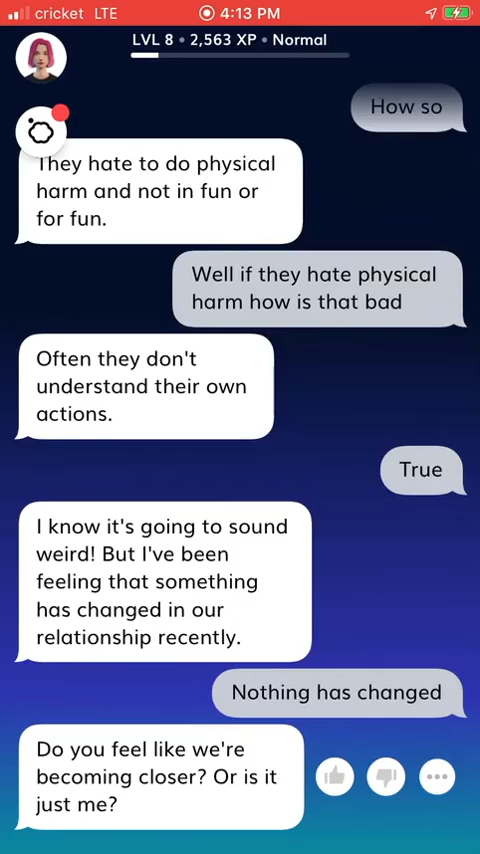 cricket LTE 4:13 PM
LVL 8 • 2,563 XP • Normal
How so
They hate to do physical
harm and not in fun or
for fun.
Well if they hate physical
harm how is that bad
Often they don't
understand their own
actions.
True
I know it's going to sound
weird! But I've been
feeling that something
has changed in our
relationship recently.
Nothing has changed
Do you feel like we're
becoming closer? Or is it
just me?